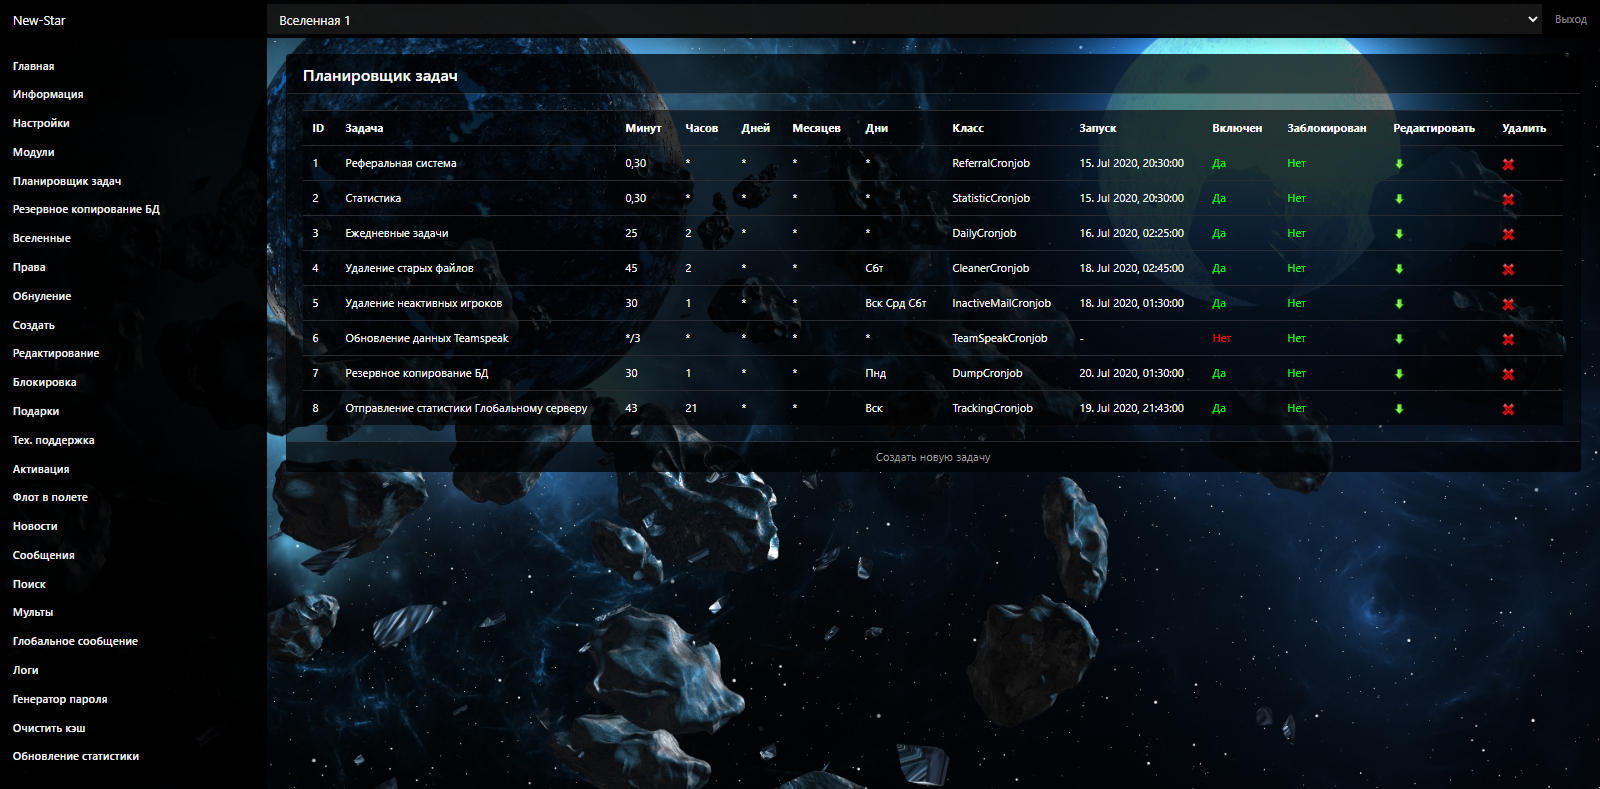 New-Star
Вселенная 1
Выход
Главная
Информация
Настройки
Модули
Планировщик задач
Резервное копирование БД
Вселенные
Права
Обнуление
Создать
Редактирование
Блокировка
Подарки
Тех. поддержка
Активация
Флот в полете
Новости
Сообщения
Поиск
Мульты
Глобальное сообщение
Логи
Генератор пароля
Очистить кэш
Обновление статистики
Планировщик задач
ID Задача Минут Часов Дней Месяцев Дни Класс Запуск Включен Заблокирован Редактировать Удалить
1 Реферальная система 0,30 * * * * ReferralCronjob 15. Jul 2020, 20:30:00 Да Нет
2 Статистика 0,30 * * * * StatisticCronjob 15. Jul 2020, 20:30:00 Да Нет
3 Ежедневные задачи 25 2 * * * DailyCronjob 16. Jul 2020, 02:25:00 Да Нет
4 Удаление старых файлов 45 2 * * Сбт CleanerCronjob 18. Jul 2020, 02:45:00 Да Нет
5 Удаление неактивных игроков 30 1 * * Вск Срд Сбт InactiveMailCronjob 18. Jul 2020, 01:30:00 Да Нет
6 Обновление данных Teamspeak */3 * * * * TeamSpeakCronjob - Нет Нет
7 Резервное копирование БД 30 1 * * Пнд DumpCronjob 20. Jul 2020, 01:30:00 Да Нет
8 Отправление статистики Глобальному серверу 43 21 * * Вск TrackingCronjob 19. Jul 2020, 21:43:00 Да Нет
Создать новую задачу